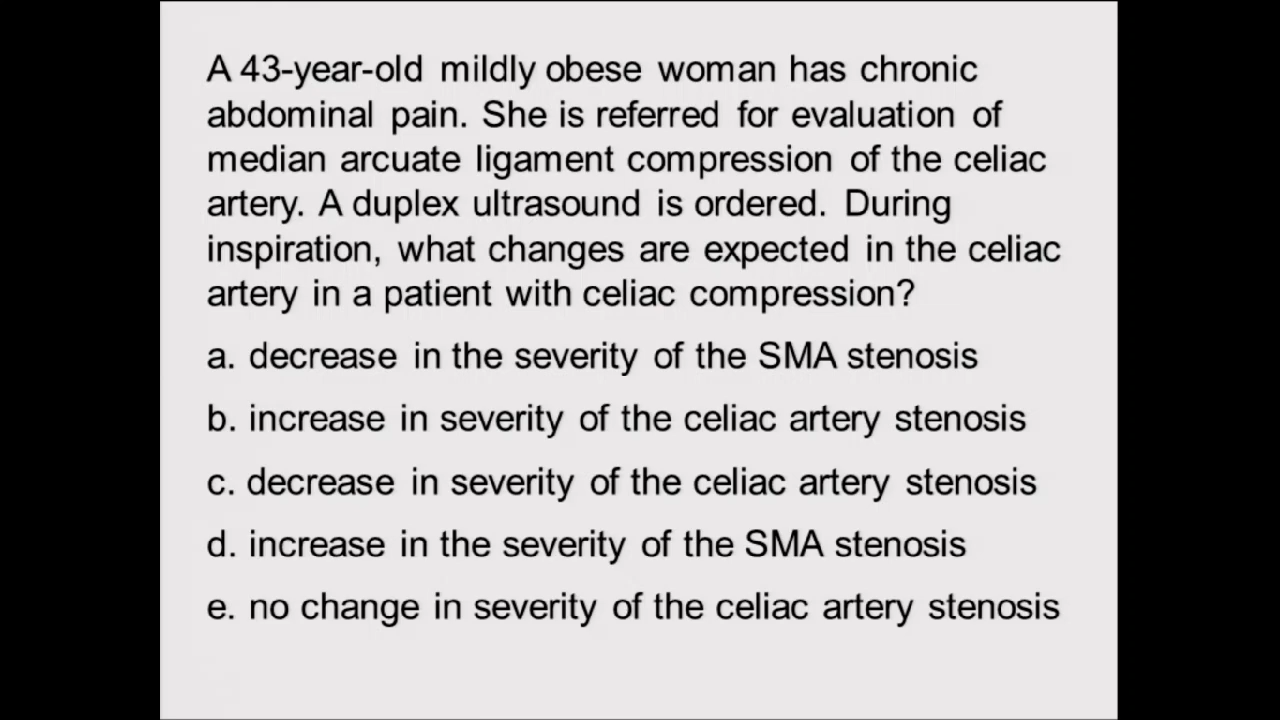 A 43-year-old mildly obese woman has chronic
abdominal pain. She is referred for evaluation of
median arcuate ligament compression of the celiac
artery. A duplex ultrasound is ordered. During
inspiration, what changes are expected in the celiac
artery in a patient with celiac compression?
a. decrease in the severity of the SMA stenosis
b. increase in severity of the celiac artery stenosis
c. decrease in severity of the celiac artery stenosis
d. increase in the severity of the SMA stenosis
e. no change in severity of the celiac artery stenosis